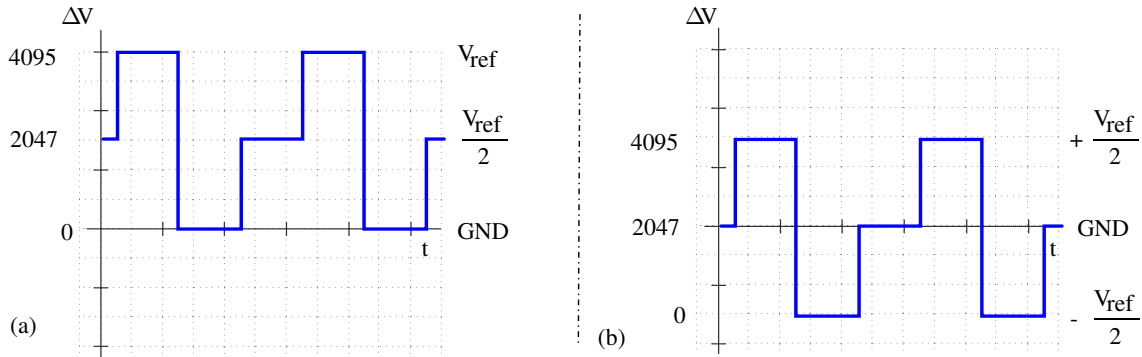 ΔV
4095
V_ref
2047
V_ref
2
0
GND
t
(a)
ΔV
4095
+ V_ref
2
2047
GND
t
0
- V_ref
2
(b)